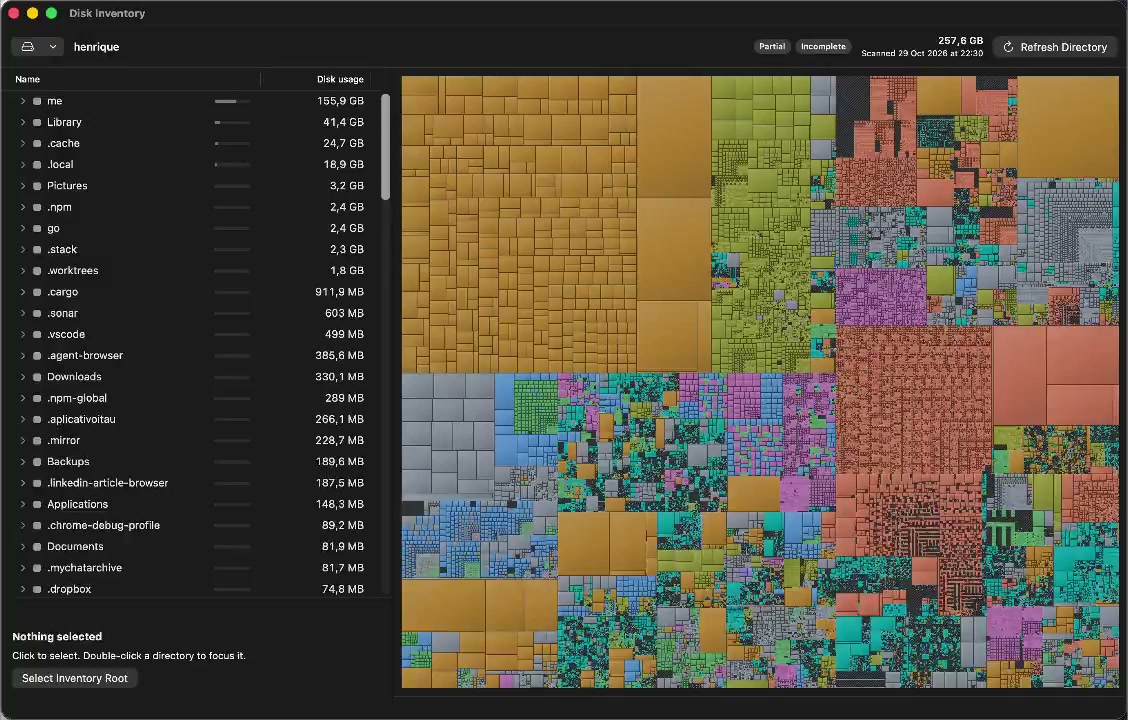 Disk Inventory
henrique
Partial
Incomplete
257,6 GB
Scanned 29 Oct 2026 at 22:30
Refresh Directory
Name Disk usage
me 155,9 GB
Library 41,4 GB
.cache 24,7 GB
.local 18,9 GB
Pictures 3,2 GB
.npm 2,4 GB
go 2,4 GB
.stack 2,3 GB
.worktrees 1,8 GB
.cargo 911,9 MB
.sonar 603 MB
.vscode 499 MB
.agent-browser 385,6 MB
Downloads 330,1 MB
.npm-global 289 MB
.aplicativoitau 266,1 MB
.mirror 228,7 MB
Backups 189,6 MB
.linkedin-article-browser 187,5 MB
Applications 148,3 MB
.chrome-debug-profile 89,2 MB
Documents 81,9 MB
.mychatarchive 81,7 MB
.dropbox 74,8 MB
Nothing selected
Click to select. Double-click a directory to focus it.
Select Inventory Root